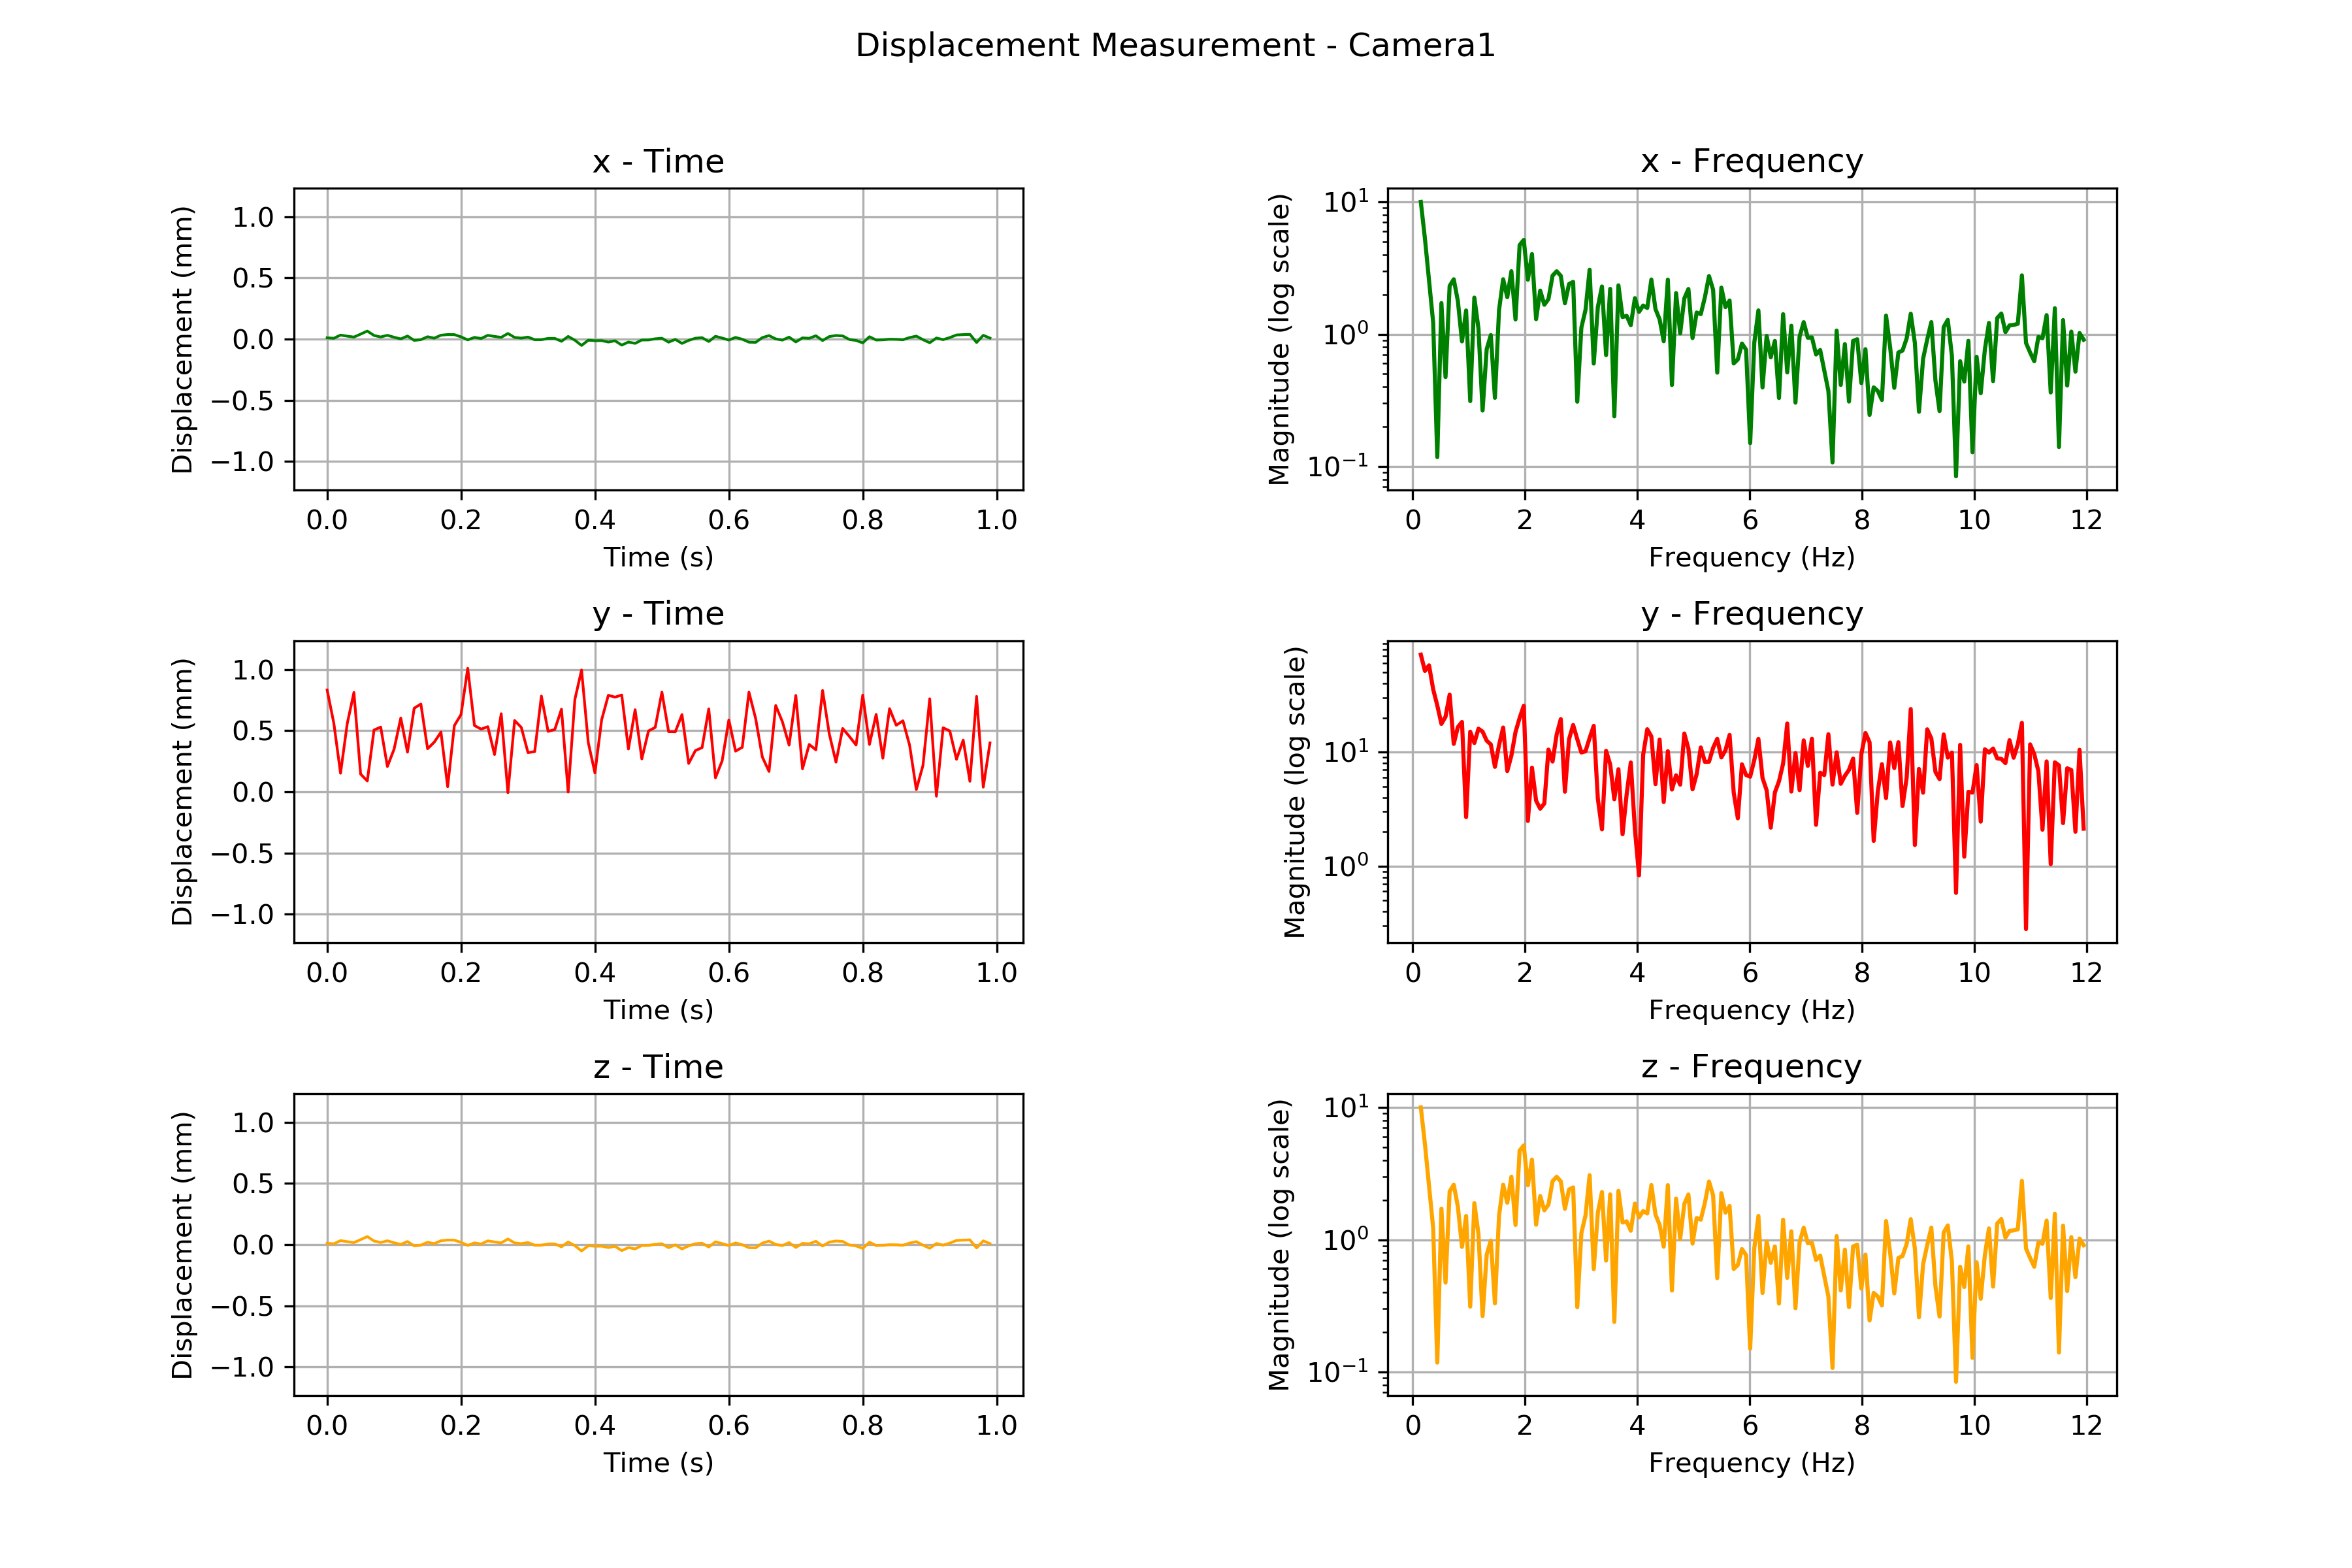 Displacement Measurement - Camera1
x - Time
Displacement (mm)
1.0
0.5
0.0
−0.5
−1.0
0.0 0.2 0.4 0.6 0.8 1.0
Time (s)
x - Frequency
Magnitude (log scale)
10¹
10⁰
10⁻¹
0 2 4 6 8 10 12
Frequency (Hz)
y - Time
Displacement (mm)
1.0
0.5
0.0
−0.5
−1.0
0.0 0.2 0.4 0.6 0.8 1.0
Time (s)
y - Frequency
Magnitude (log scale)
10¹
10⁰
0 2 4 6 8 10 12
Frequency (Hz)
z - Time
Displacement (mm)
1.0
0.5
0.0
−0.5
−1.0
0.0 0.2 0.4 0.6 0.8 1.0
Time (s)
z - Frequency
Magnitude (log scale)
10¹
10⁰
10⁻¹
0 2 4 6 8 10 12
Frequency (Hz)